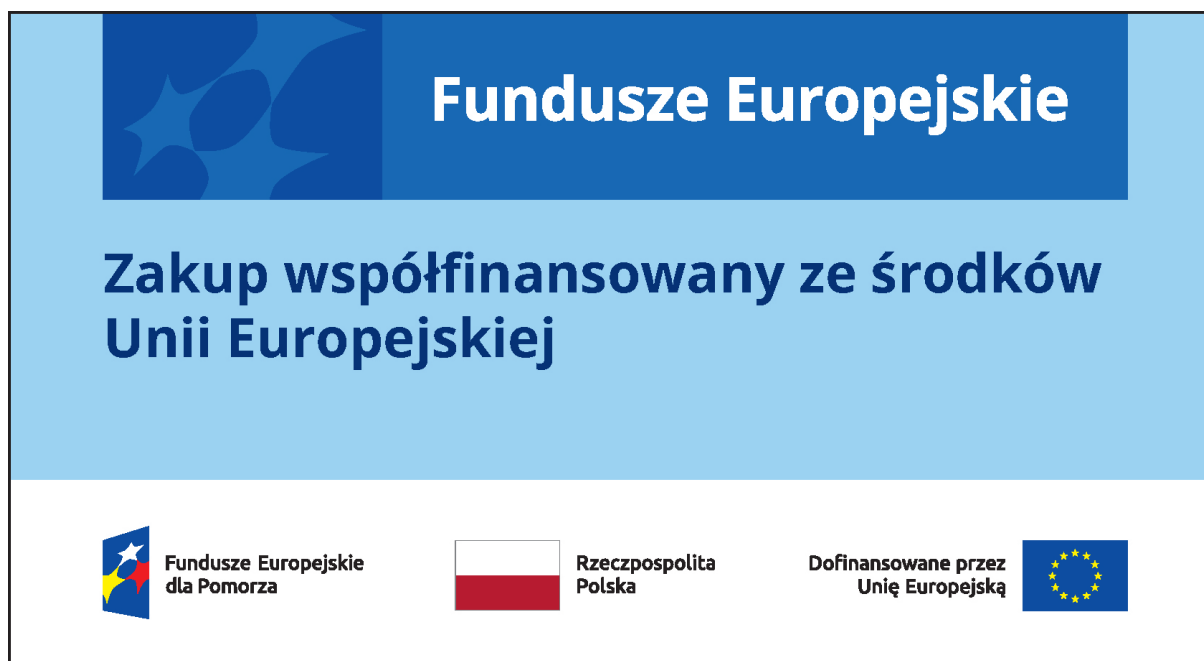 Fundusze Europejskie
Zakup współfinansowany ze środków
Unii Europejskiej
Fundusze Europejskie
dla Pomorza
Rzeczpospolita
Polska
Dofinansowane przez
Unię Europejską